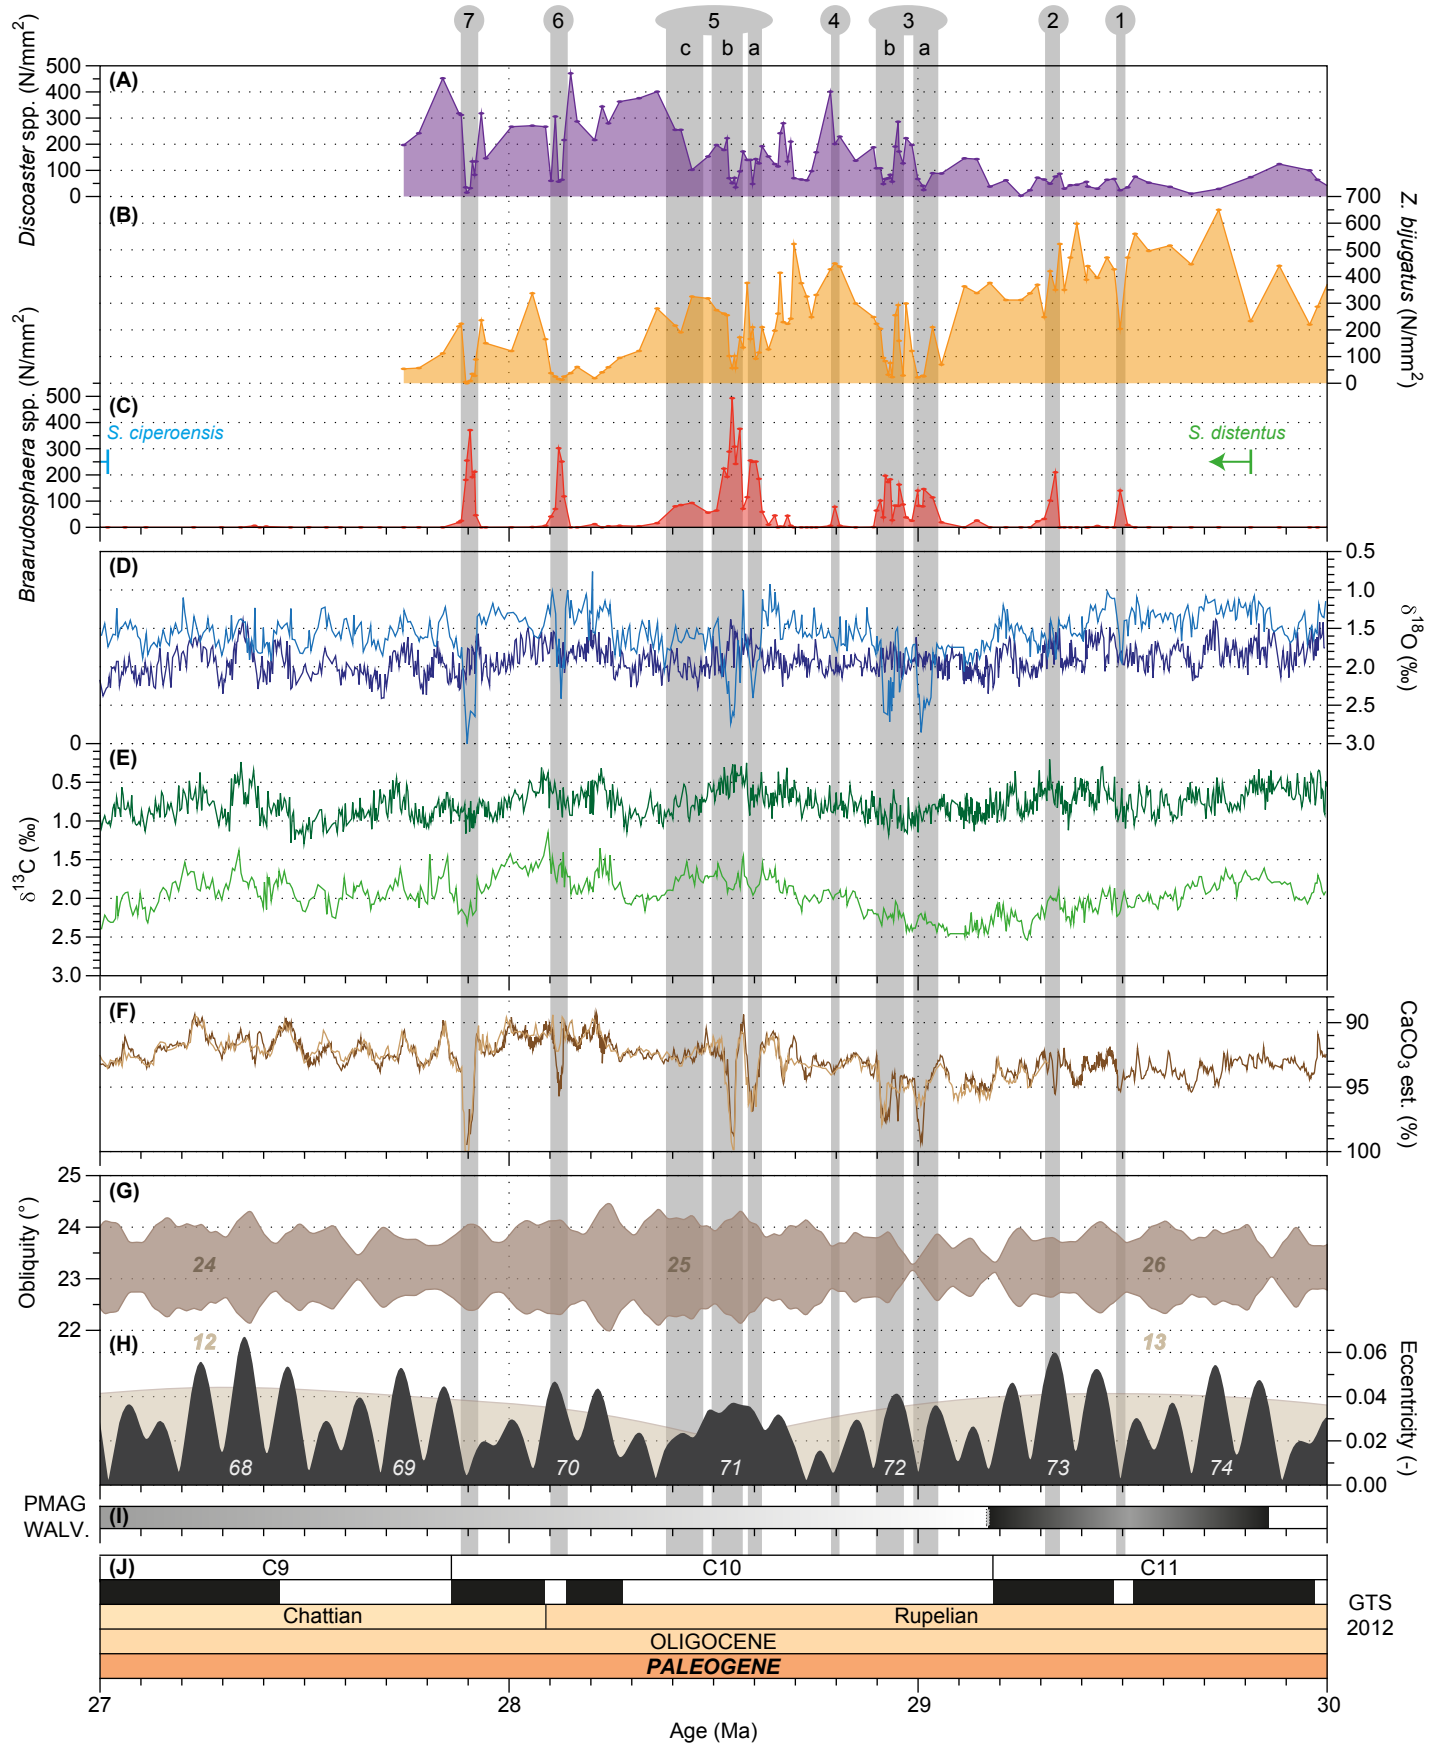 7 6 5 4 3 2 1
c b a b a
Discoaster spp. (N/mm²)
500
400
300
200
100
0
(A)
(B)
700
600
500
400
300
200
100
0
Z. bijugatus (N/mm²)
Braarudosphaera spp. (N/mm²)
500
400
300
200
100
0
(C)
S. ciperoensis
S. distentus
(D)
0.5
1.0
1.5
2.0
2.5
3.0
δ¹⁸O (‰)
(E)
0
0.5
1.0
1.5
2.0
2.5
3.0
δ¹³C (‰)
(F)
90
95
100
CaCO₃ est. (%)
Obliquity (°)
25
24
23
22
(G)
24 25 26
(H)
12 13
0.06
0.04
0.02
0.00
Eccentricity (-)
68 69 70 71 72 73 74
PMAG
WALV.
(I)
(J)
C9 C10 C11
GTS
2012
Chattian Rupelian
OLIGOCENE
PALEOGENE
27 28 29 30
Age (Ma)